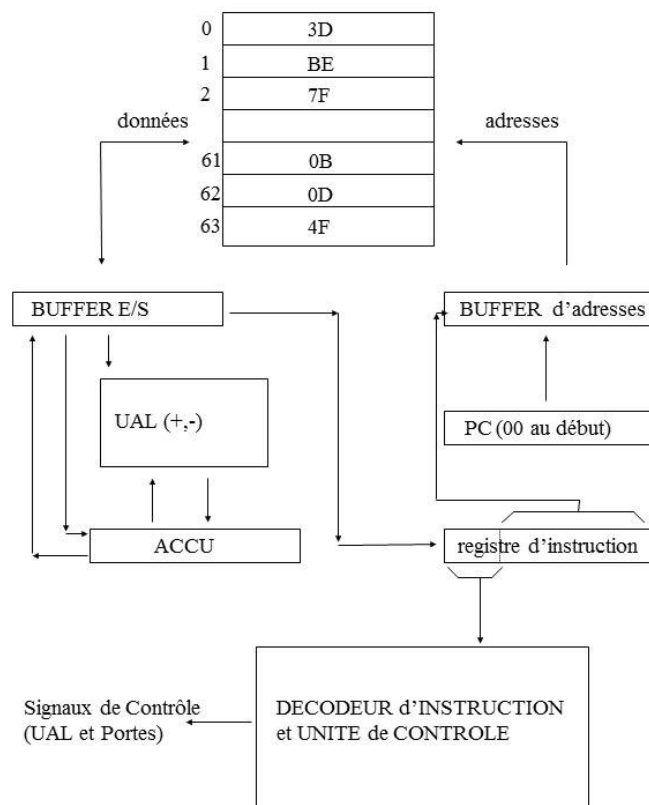 0 3D
1 BE
2 7F
données
adresses
61 0B
62 0D
63 4F
BUFFER E/S
BUFFER d'adresses
UAL (+,-)
PC (00 au début)
ACCU
registre d'instruction
Signaux de Contrôle
(UAL et Portes)
DECODEUR d'INSTRUCTION
et UNITE de CONTROLE